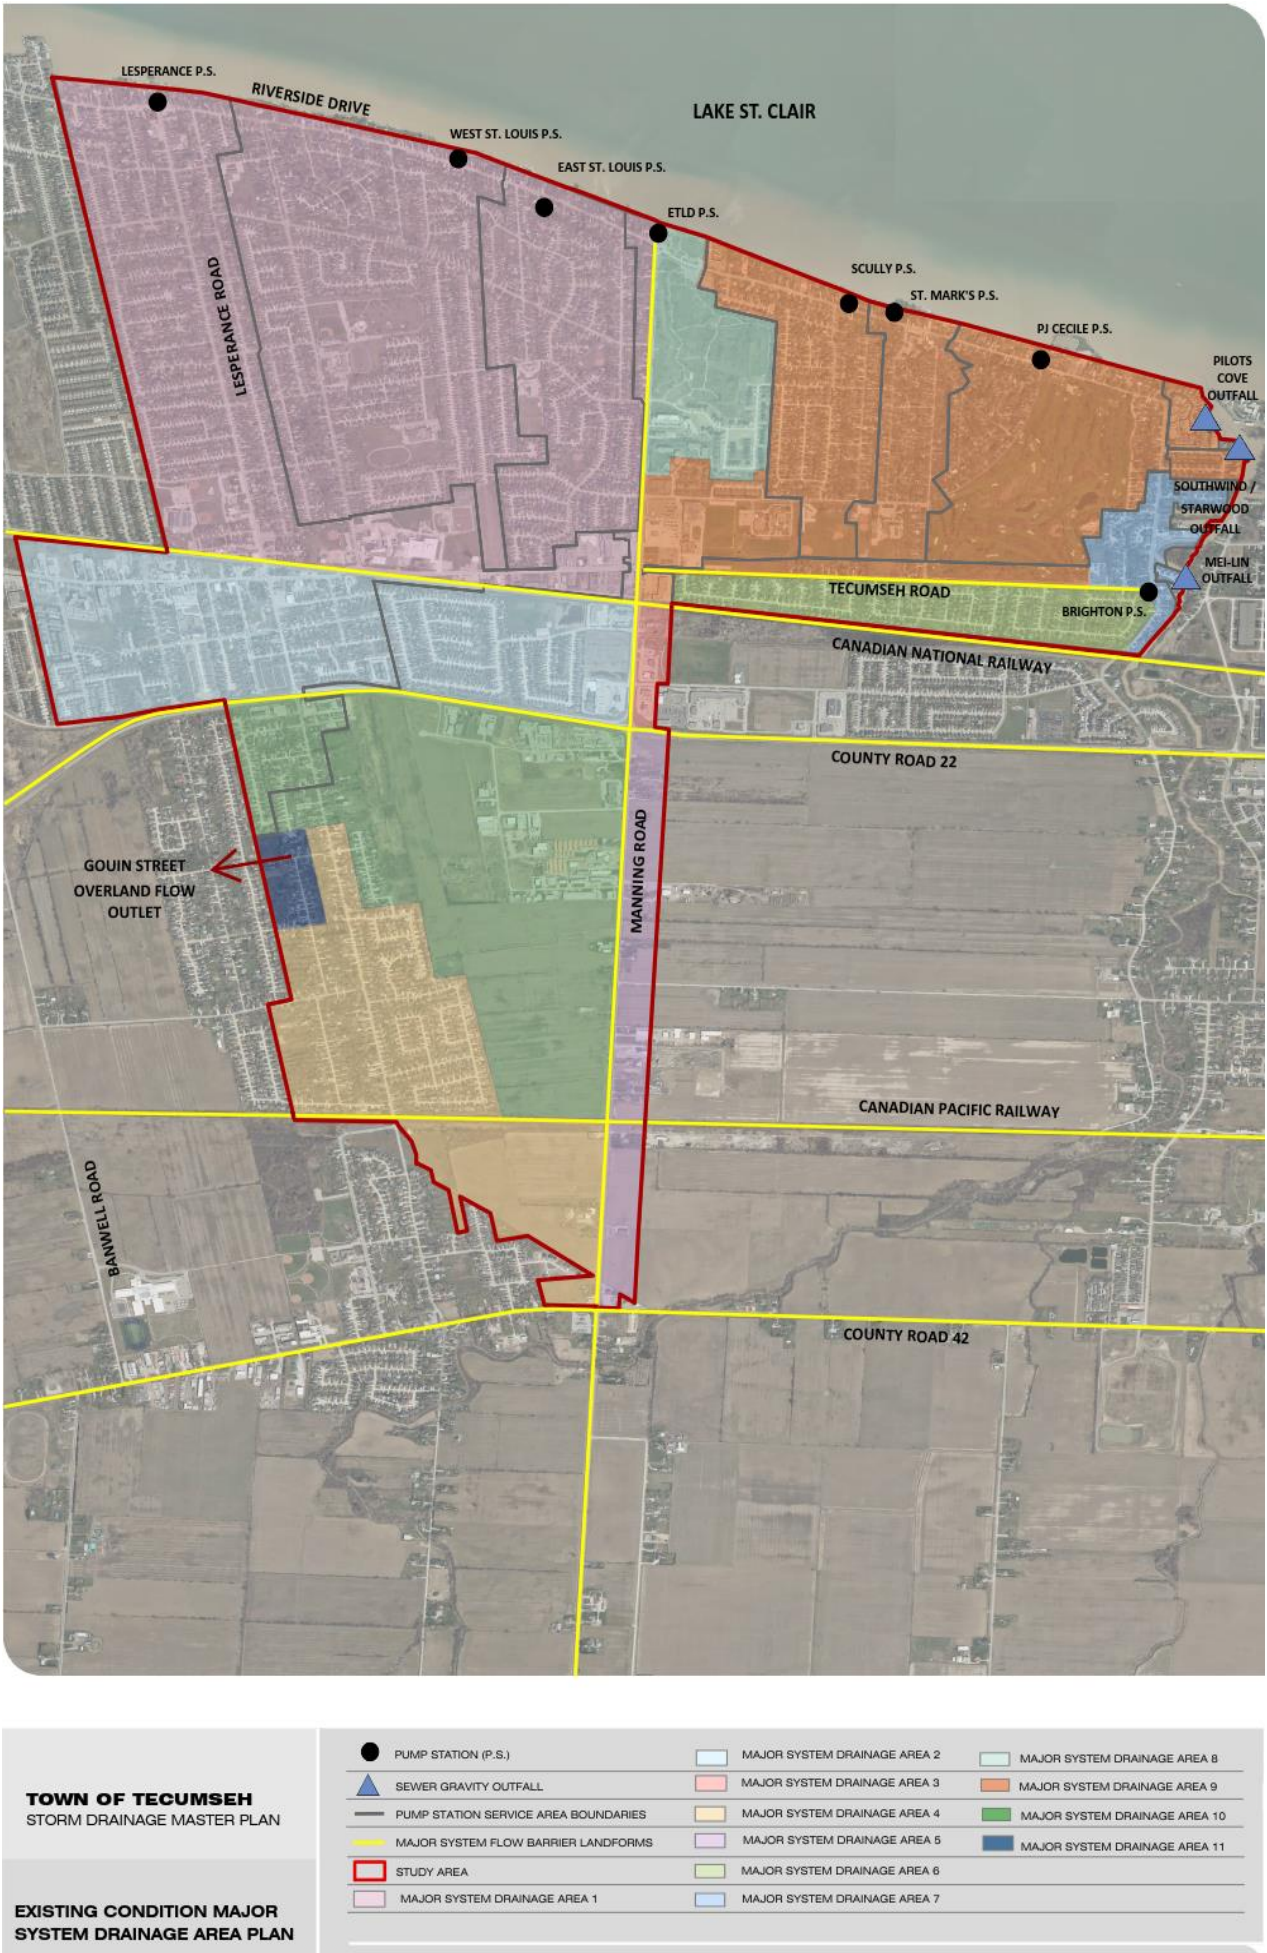 LESPERANCE P.S.
RIVERSIDE DRIVE
LAKE ST. CLAIR
WEST ST. LOUIS P.S.
EAST ST. LOUIS P.S.
ETLD P.S.
LESPERANCE ROAD
SCULLY P.S.
ST. MARK'S P.S.
PJ CECILE P.S.
PILOTS
COVE
OUTFALL
SOUTHWIND /
STARWOOD
OUTFALL
MEI-LIN
OUTFALL
TECUMSEH ROAD
BRIGHTON P.S.
CANADIAN NATIONAL RAILWAY
COUNTY ROAD 22
MANNING ROAD
GOUIN STREET
OVERLAND FLOW
OUTLET
CANADIAN PACIFIC RAILWAY
BANWELL ROAD
COUNTY ROAD 42
TOWN OF TECUMSEH
STORM DRAINAGE MASTER PLAN
EXISTING CONDITION MAJOR
SYSTEM DRAINAGE AREA PLAN
PUMP STATION (P.S.)
SEWER GRAVITY OUTFALL
PUMP STATION SERVICE AREA BOUNDARIES
MAJOR SYSTEM FLOW BARRIER LANDFORMS
STUDY AREA
MAJOR SYSTEM DRAINAGE AREA 1
MAJOR SYSTEM DRAINAGE AREA 2
MAJOR SYSTEM DRAINAGE AREA 3
MAJOR SYSTEM DRAINAGE AREA 4
MAJOR SYSTEM DRAINAGE AREA 5
MAJOR SYSTEM DRAINAGE AREA 6
MAJOR SYSTEM DRAINAGE AREA 7
MAJOR SYSTEM DRAINAGE AREA 8
MAJOR SYSTEM DRAINAGE AREA 9
MAJOR SYSTEM DRAINAGE AREA 10
MAJOR SYSTEM DRAINAGE AREA 11